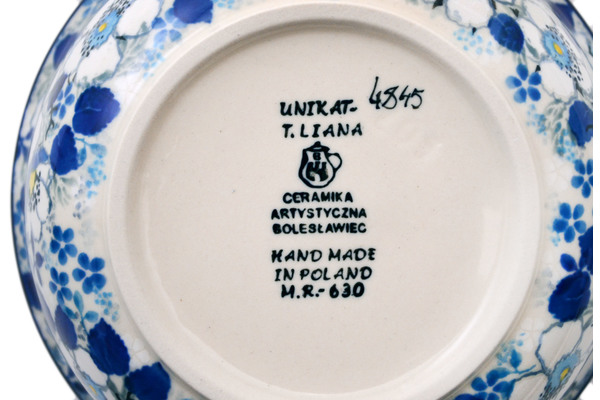 UNIKAT- 4845
T. LIANA
CERAMIKA
ARTYSTYCZNA
BOLESŁAWIEC
HAND MADE
IN POLAND
M.R.- 630